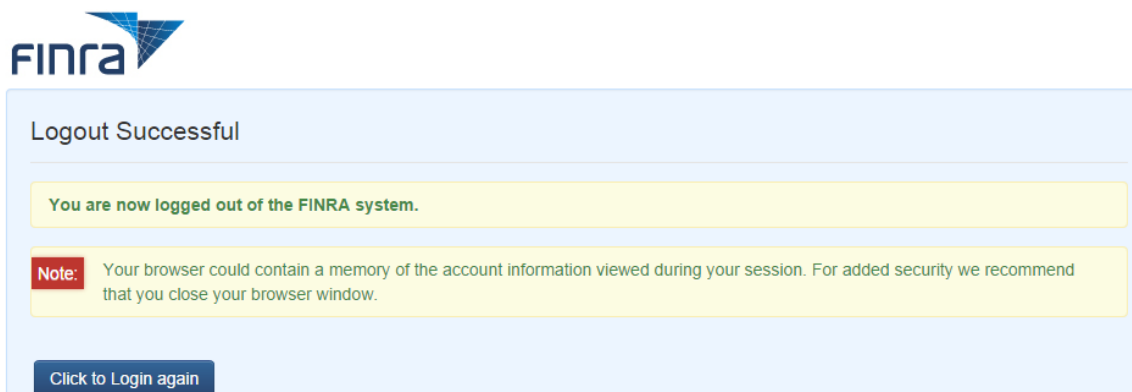 Finra
Logout Successful
You are now logged out of the FINRA system.
Note: Your browser could contain a memory of the account information viewed during your session. For added security we recommend
that you close your browser window.
Click to Login again